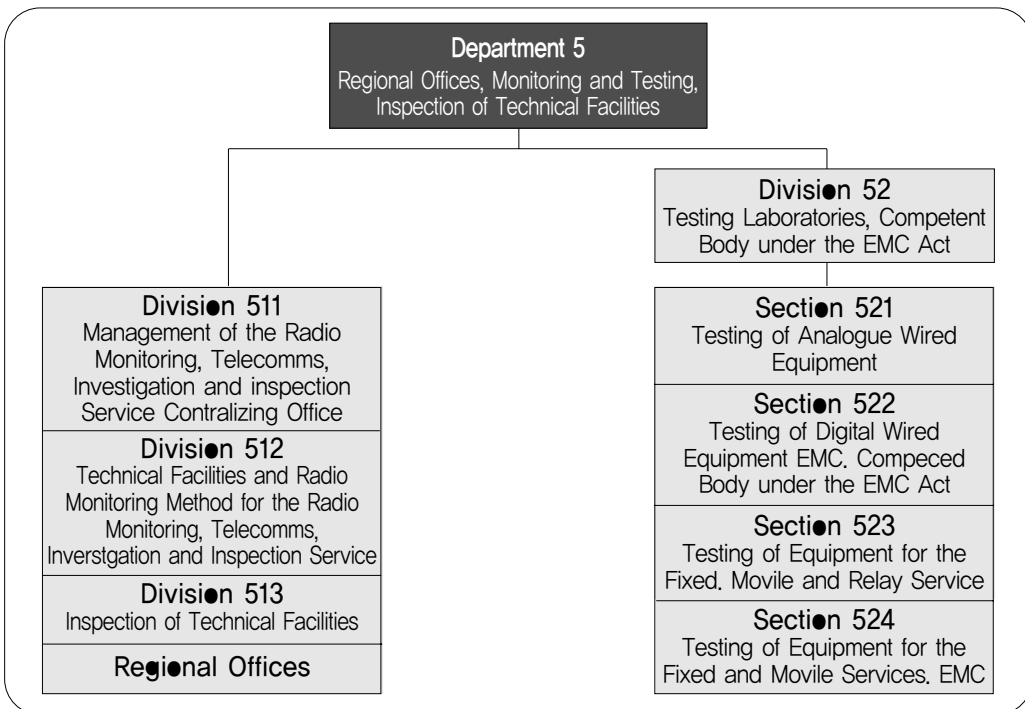 Department 5
Regional Offices, Monitoring and Testing,
Inspection of Technical Facilities
Division 511
Management of the Radio
Monitoring, Telecomms,
Investigation and inspection
Service Contralizing Office
Division 512
Technical Facilities and Radio
Monitoring Method for the Radio
Monitoring, Telecomms,
Inverstgation and Inspection Service
Division 513
Inspection of Technical Facilities
Regional Offices
Division 52
Testing Laboratories, Competent
Body under the EMC Act
Section 521
Testing of Analogue Wired
Equipment
Section 522
Testing of Digital Wired
Equipment EMC. Compeced
Body under the EMC Act
Section 523
Testing of Equipment for the
Fixed. Movile and Relay Service
Section 524
Testing of Equipment for the
Fixed and Movile Services. EMC